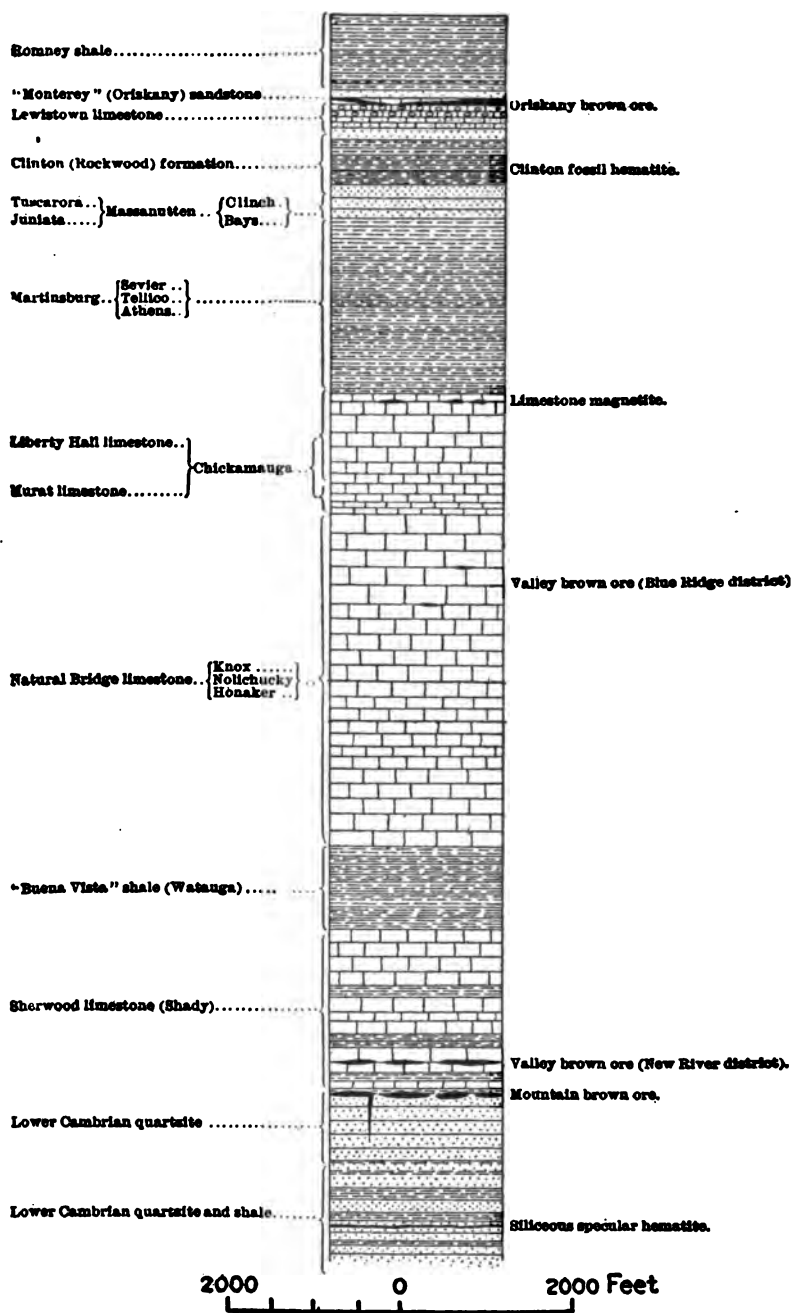 Romney shale
"Monterey" (Oriskany) sandstone
Oriskany brown ore.
Lewistown limestone
Clinton (Rockwood) formation
Clinton fossil hematite.
Tuscarora
Juniata
Massanutten
Clinch
Bays
Martinsburg
Sevier
Tellico
Athens
Limestone magnetite.
Liberty Hall limestone
Chickamauga
Murat limestone
Valley brown ore (Blue Ridge district)
Natural Bridge limestone
Knox
Nolichucky
Honaker
"Buena Vista" shale (Watauga)
Sherwood limestone (Shady)
Valley brown ore (New River district).
Mountain brown ore.
Lower Cambrian quartsite
Lower Cambrian quartsite and shale
Siliceous specular hematite.
2000 0 2000 Feet